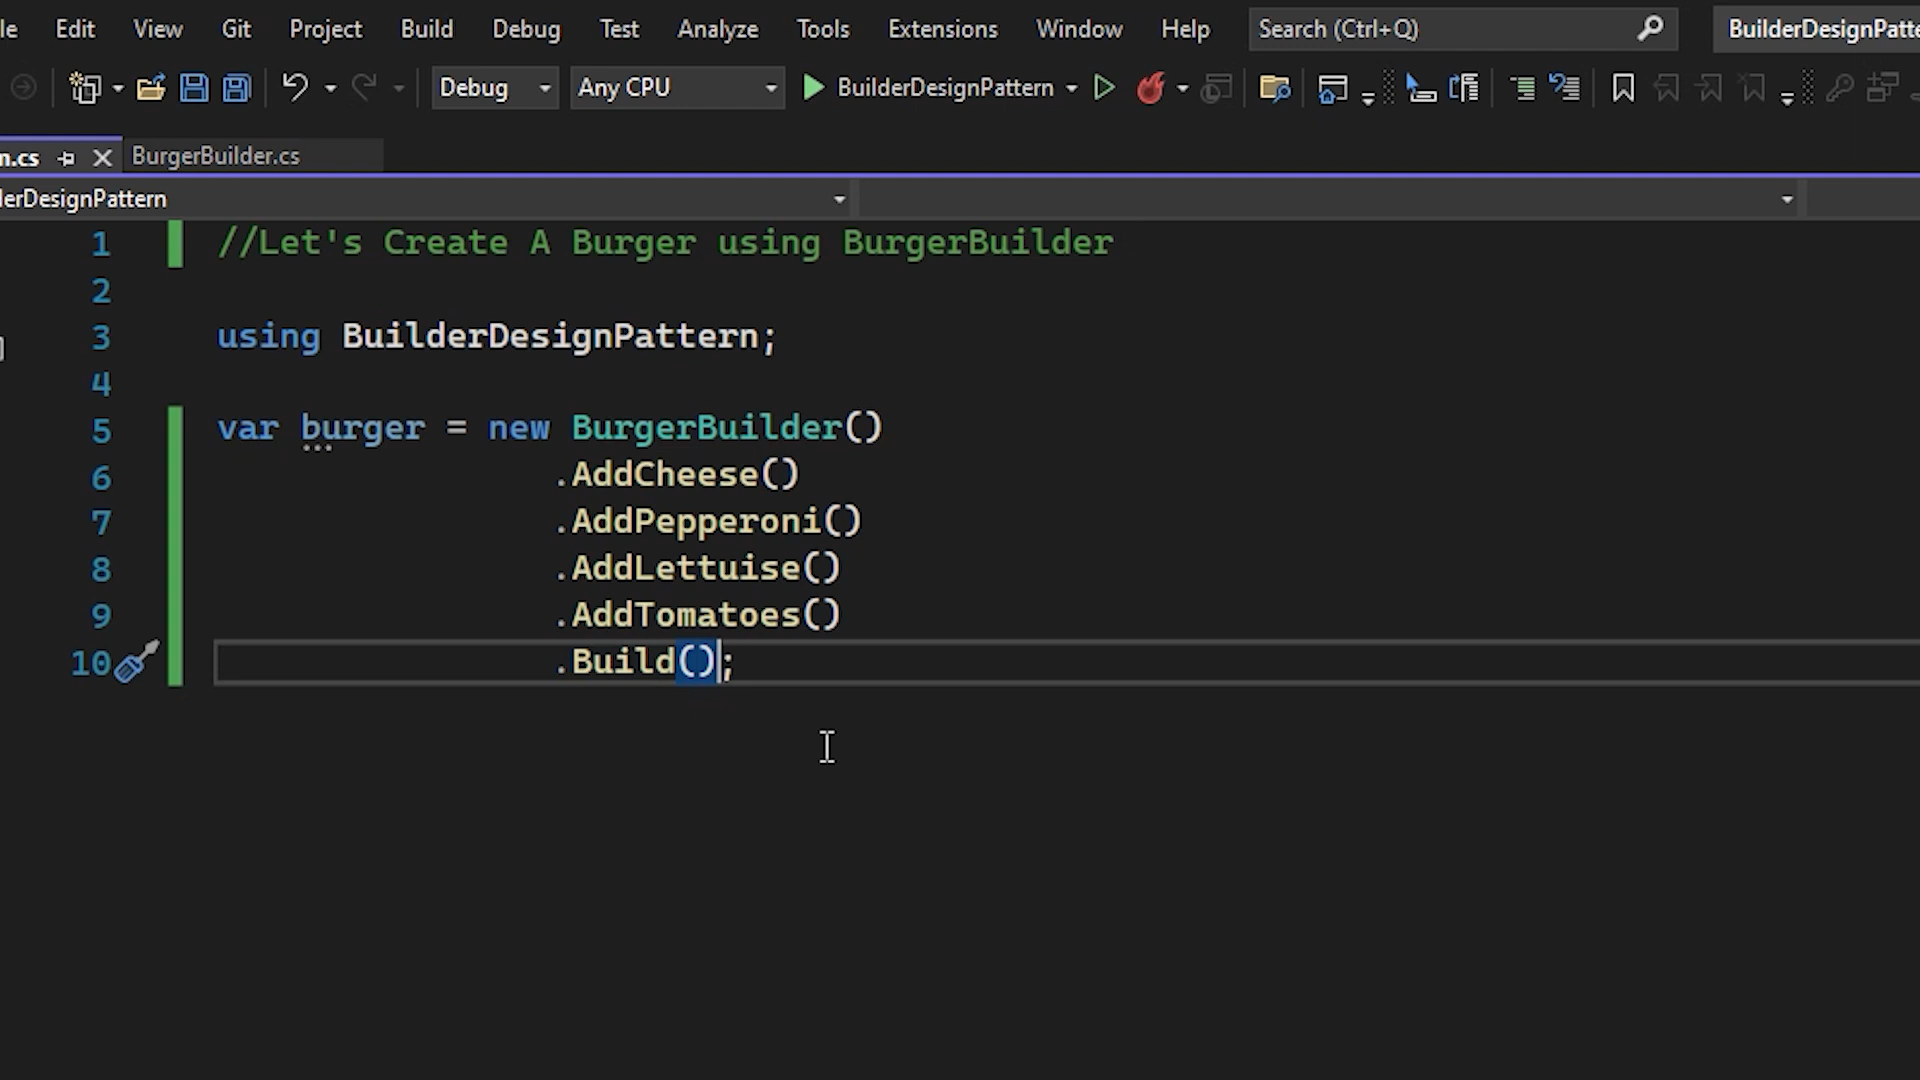 le Edit View Git Project Build Debug Test Analyze Tools Extensions Window Help Search (Ctrl+Q) BuilderDesignPatte
Debug Any CPU BuilderDesignPattern
m.cs BurgerBuilder.cs
lerDesignPattern
1 //Let's Create A Burger using BurgerBuilder
2
3 using BuilderDesignPattern;
4
5 var burger = new BurgerBuilder()
6 .AddCheese()
7 .AddPepperoni()
8 .AddLettuise()
9 .AddTomatoes()
10 .Build();